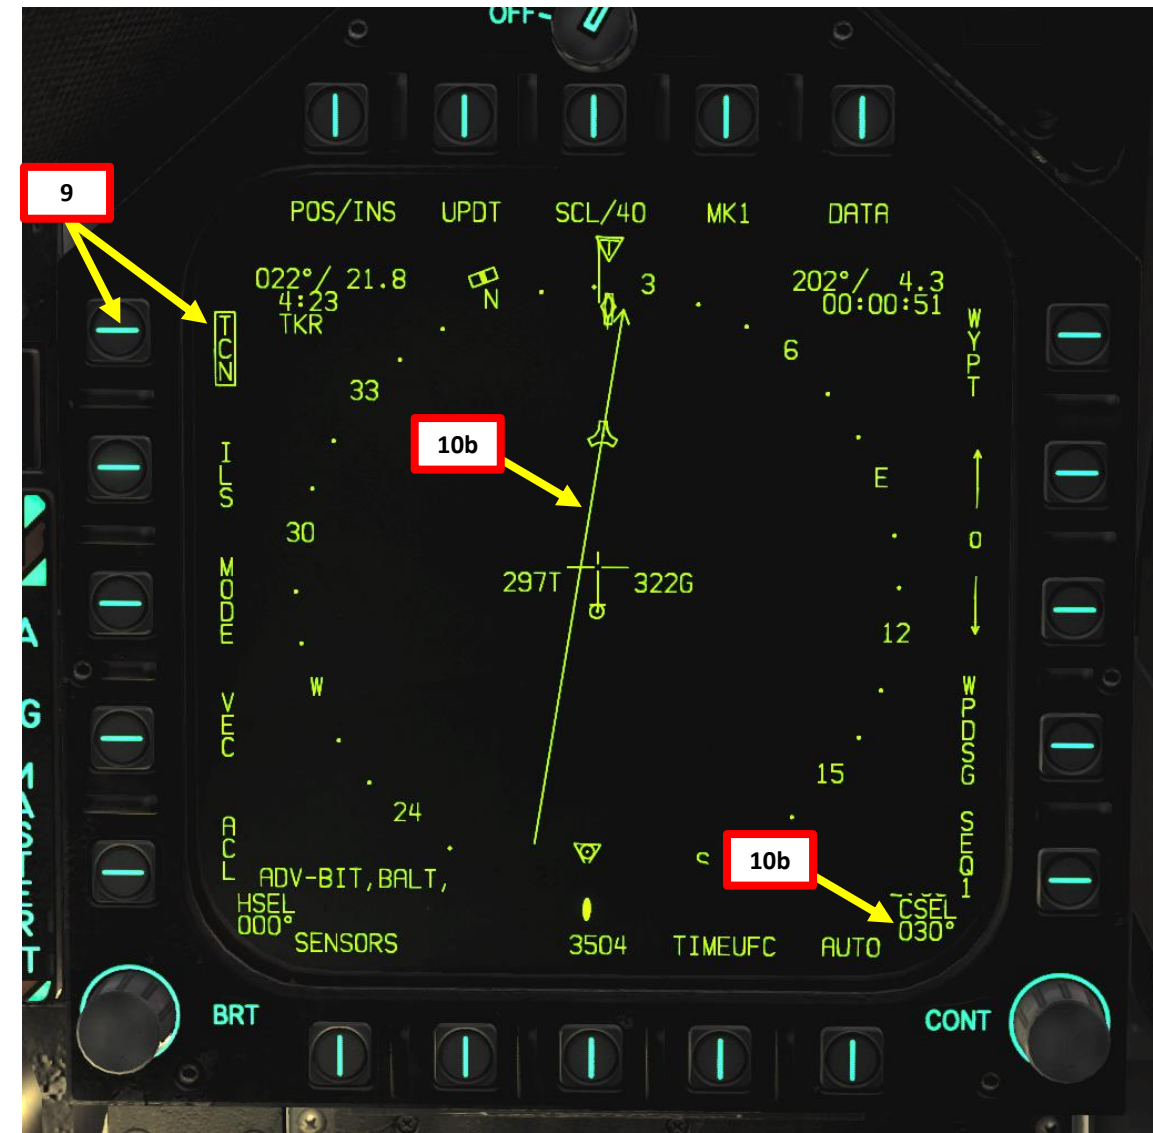 OFF-
9
POS/INS UPDT SCL/40 MK1 DATA
T
022°/ 21.8
4:23
TKR
N
3
202°/ 4.3
00:00:51
TCN
WYPT
33
6
10b
ILS
E
30
0
297T
322G
MODE
12
W
VEC
WPDSG
15
24
ACL
SEQ1
S
10b
ADV-BIT,BALT,
HSEL
000°
CSEL
030°
SENSORS
3504
TIMEUFC
AUTO
BRT
CONT
A
G
MASTER